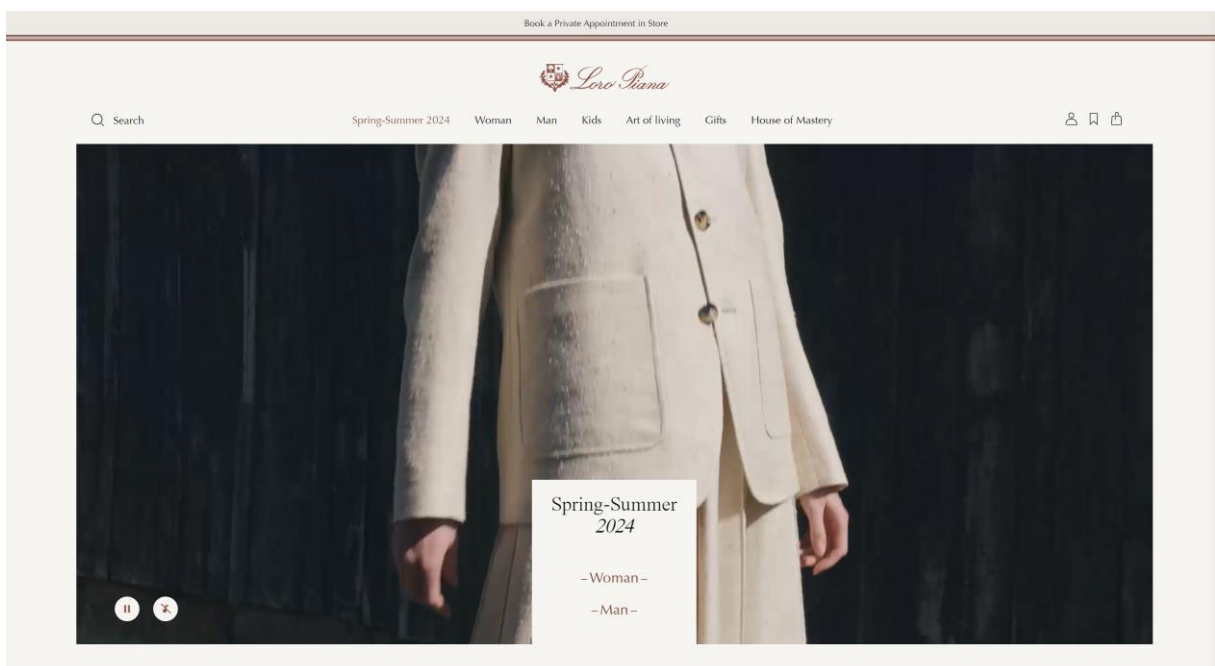 Book a Private Appointment in Store
Loro Piana
Search
Spring-Summer 2024 Woman Man Kids Art of living Gifts House of Mastery
Spring-Summer
2024
–Woman–
–Man–